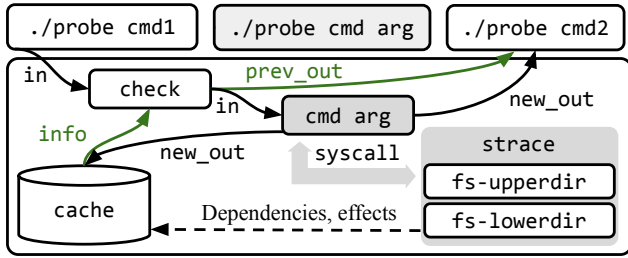 ./probe cmd1
./probe cmd arg
./probe cmd2
in
check
prev_out
in
cmd arg
new_out
info
new_out
syscall
strace
fs-upperdir
fs-lowerdir
cache
Dependencies, effects